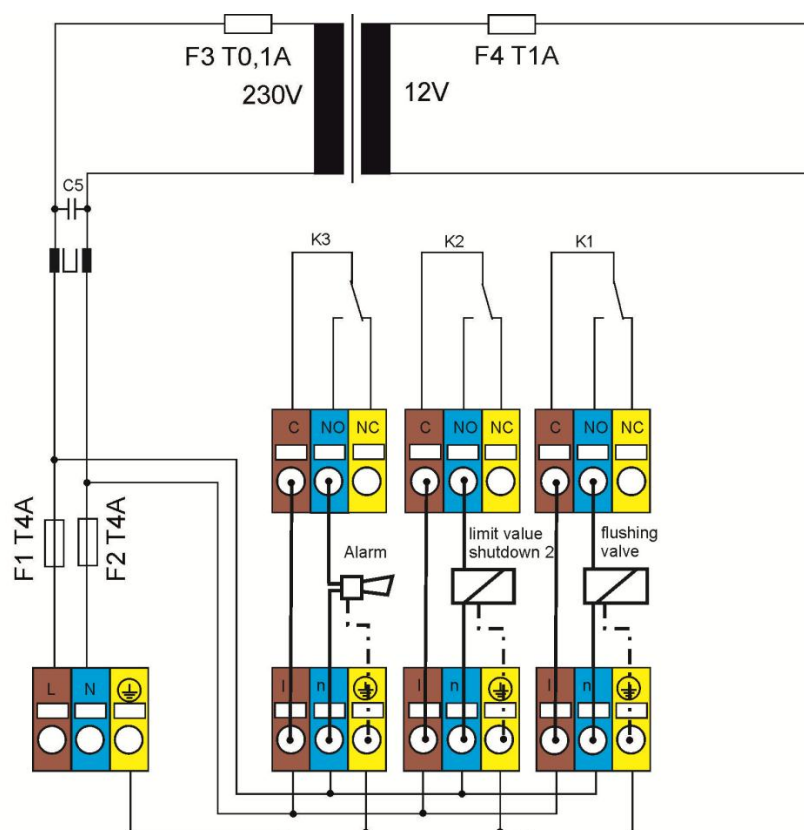 F3 T0,1A
F4 T1A
230V
12V
C5
K3
K2
K1
C NO NC
C NO NC
C NO NC
F1 T4A
F2 T4A
Alarm
limit value
shutdown 2
flushing
valve
L N
l n
l n
l n